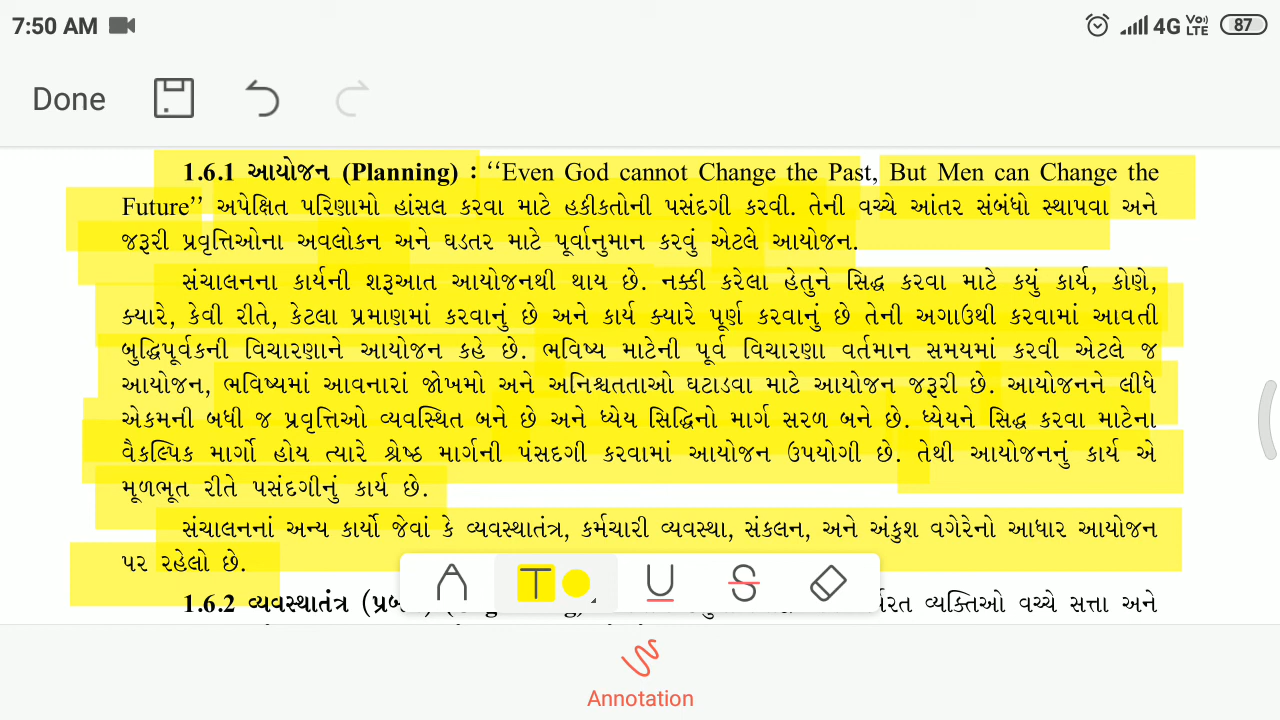 7:50 AM
4G VoLTE 87
Done
1.6.1 આયોજન (Planning) : ‘‘Even God cannot Change the Past, But Men can Change the
Future’’ અપેક્ષિત પરિણામો હાંસલ કરવા માટે હકીકતોની પસંદગી કરવી. તેની વચ્ચે આંતર સંબંધો સ્થાપવા અને
જરૂરી પ્રવૃત્તિઓના અવલોકન અને ઘડતર માટે પૂર્વાનુમાન કરવું એટલે આયોજન.
સંચાલનના કાર્યની શરૂઆત આયોજનથી થાય છે. નક્કી કરેલા હેતુને સિદ્ધ કરવા માટે કયું કાર્ય, કોણે,
ક્યારે, કેવી રીતે, કેટલા પ્રમાણમાં કરવાનું છે અને કાર્ય ક્યારે પૂર્ણ કરવાનું છે તેની અગાઉથી કરવામાં આવતી
બુદ્ધિપૂર્વકની વિચારણાને આયોજન કહે છે. ભવિષ્ય માટેની પૂર્વ વિચારણા વર્તમાન સમયમાં કરવી એટલે જ
આયોજન, ભવિષ્યમાં આવનારાં જોખમો અને અનિશ્ચતતાઓ ઘટાડવા માટે આયોજન જરૂરી છે. આયોજનને લીધે
એકમની બધી જ પ્રવૃત્તિઓ વ્યવસ્થિત બને છે અને ધ્યેય સિદ્ધિનો માર્ગ સરળ બને છે. ધ્યેયને સિદ્ધ કરવા માટેના
વૈકલ્પિક માર્ગો હોય ત્યારે શ્રેષ્ઠ માર્ગની પંસદગી કરવામાં આયોજન ઉપયોગી છે. તેથી આયોજનનું કાર્ય એ
મૂળભૂત રીતે પસંદગીનું કાર્ય છે.
સંચાલનનાં અન્ય કાર્યો જેવાં કે વ્યવસ્થાતંત્ર, કર્મચારી વ્યવસ્થા, સંકલન, અને અંકુશ વગેરેનો આધાર આયોજન
પર રહેલો છે.
T U S
1.6.2 વ્યવસ્થાતંત્ર વ્યક્તિઓ વચ્ચે સત્તા અને
Annotation